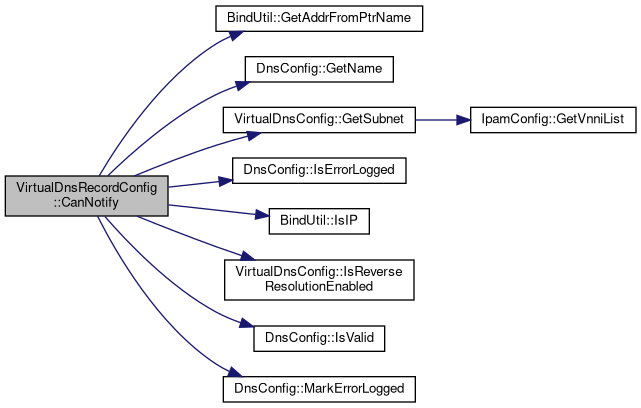 BindUtil::GetAddrFromPtrName
DnsConfig::GetName
VirtualDnsConfig::GetSubnet
IpamConfig::GetVnniList
DnsConfig::IsErrorLogged
VirtualDnsRecordConfig
::CanNotify
BindUtil::IsIP
VirtualDnsConfig::IsReverse
ResolutionEnabled
DnsConfig::IsValid
DnsConfig::MarkErrorLogged